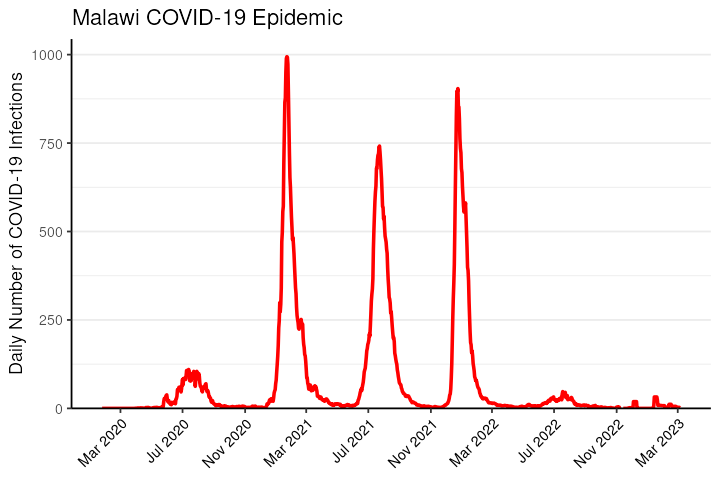 Malawi COVID-19 Epidemic
Daily Number of COVID-19 Infections
1000
750
500
250
0
Mar 2020
Jul 2020
Nov 2020
Mar 2021
Jul 2021
Nov 2021
Mar 2022
Jul 2022
Nov 2022
Mar 2023